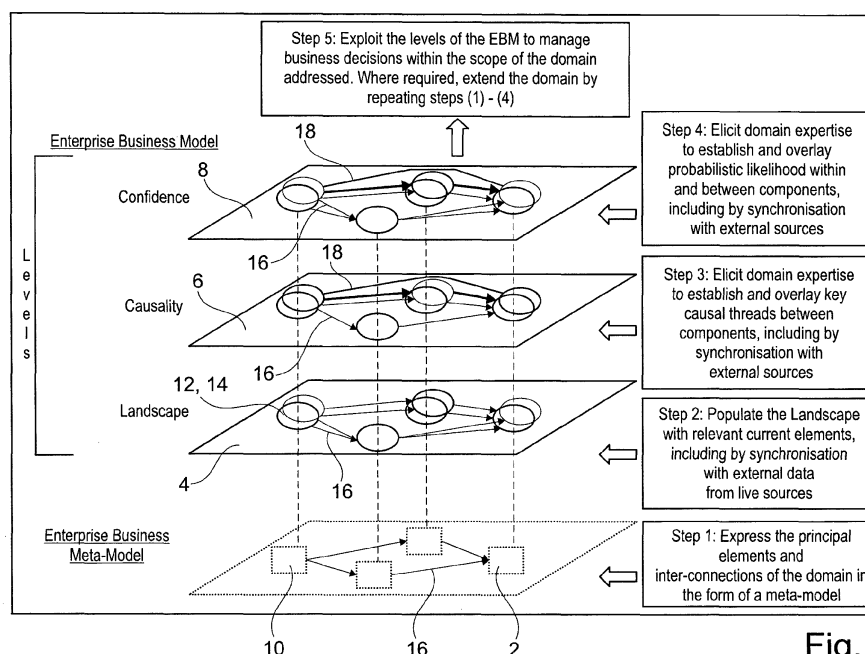 Step 5: Exploit the levels of the EBM to manage
business decisions within the scope of the domain
addressed. Where required, extend the domain by
repeating steps (1) - (4)
Enterprise Business Model
18
8
Confidence
16
Step 4: Elicit domain expertise
to establish and overlay
probabilistic likelihood within
and between components,
including by synchronisation
with external sources
Levels
18
6
Causality
16
Step 3: Elicit domain expertise
to establish and overlay key
causal threads between
components, including by
synchronisation with
external sources
12, 14
Landscape
4
16
Step 2: Populate the Landscape
with relevant current elements,
including by synchronisation
with external data
from live sources
Enterprise Business
Meta-Model
Step 1: Express the principal
elements and
inter-connections of the domain in
the form of a meta-model
10
16
2
Fig.